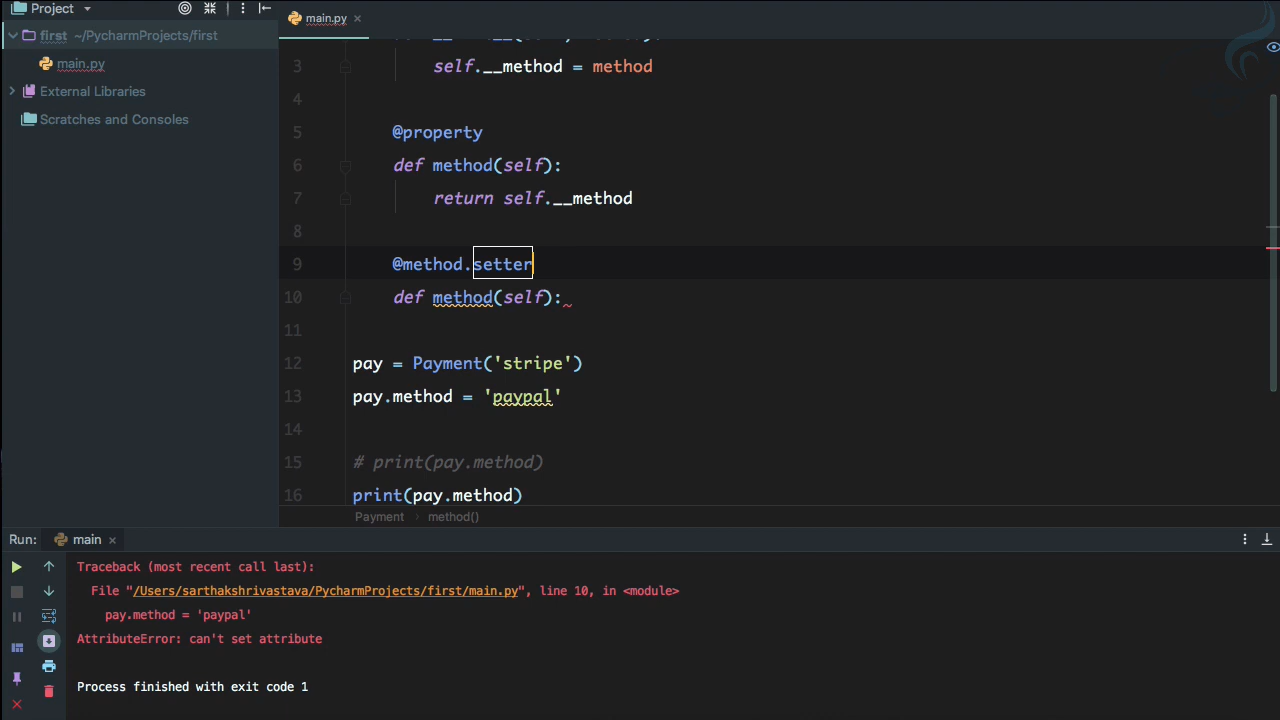 Project
main.py
first ~/PycharmProjects/first
main.py
External Libraries
Scratches and Consoles
3 self.__method = method
4
5 @property
6 def method(self):
7 return self.__method
8
9 @method.setter
10 def method(self):
11
12 pay = Payment('stripe')
13 pay.method = 'paypal'
14
15 # print(pay.method)
16 print(pay.method)
Payment › method()
Run: main
Traceback (most recent call last):
File "/Users/sarthakshrivastava/PycharmProjects/first/main.py", line 10, in <module>
pay.method = 'paypal'
AttributeError: can't set attribute
Process finished with exit code 1